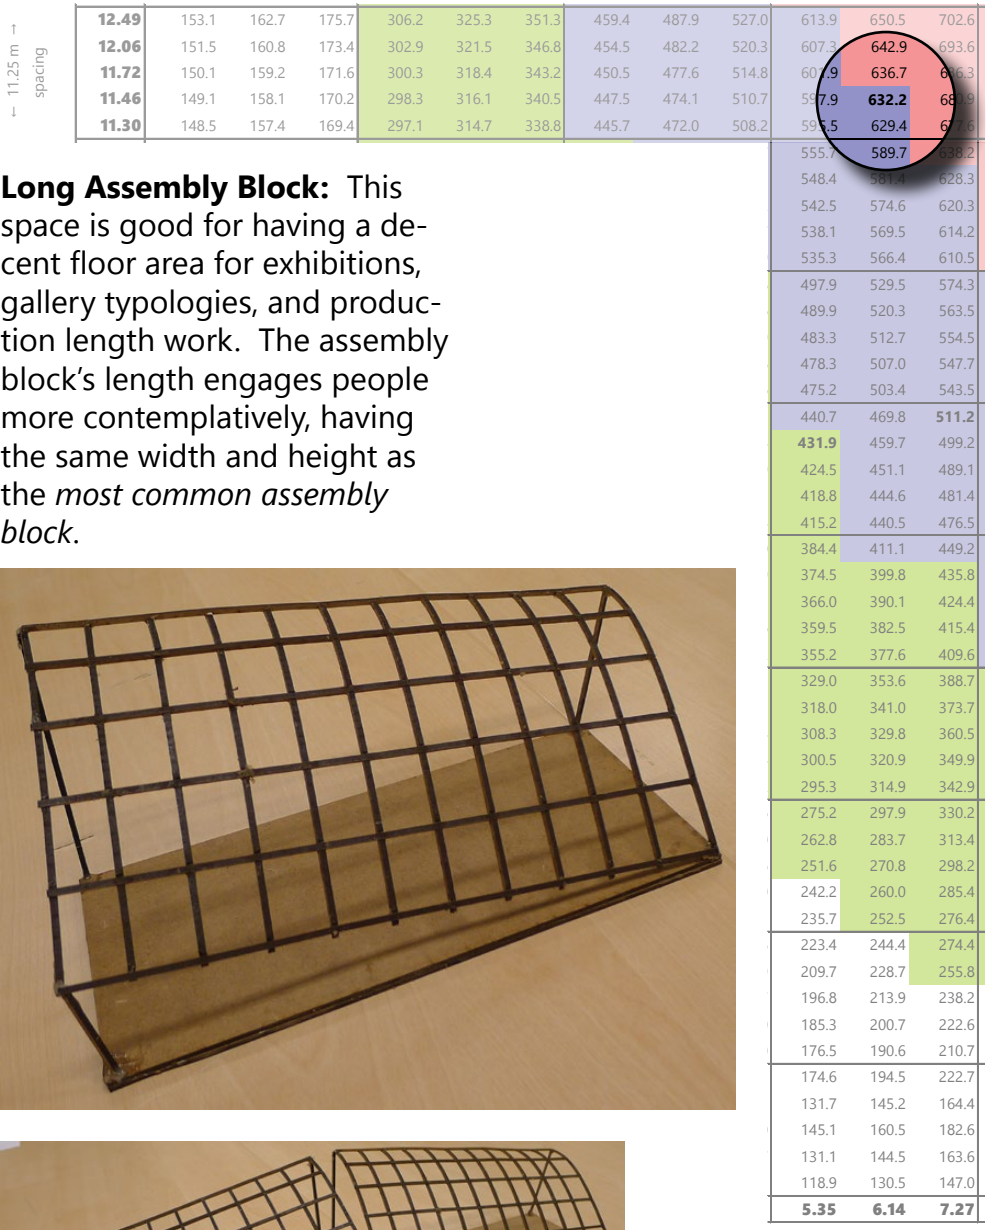 ← 11.25 m →
spacing
12.49 153.1 162.7 175.7 306.2 325.3 351.3 459.4 487.9 527.0 613.9 650.5 702.6
12.06 151.5 160.8 173.4 302.9 321.5 346.8 454.5 482.2 520.3 607.3 642.9 693.6
11.72 150.1 159.2 171.6 300.3 318.4 343.2 450.5 477.6 514.8 601.9 636.7 686.3
11.46 149.1 158.1 170.2 298.3 316.1 340.5 447.5 474.1 510.7 597.9 632.2 680.9
11.30 148.5 157.4 169.4 297.1 314.7 338.8 445.7 472.0 508.2 595.5 629.4 677.6
555.7 589.7 638.2
548.4 581.4 628.3
542.5 574.6 620.3
538.1 569.5 614.2
535.3 566.4 610.5
497.9 529.5 574.3
489.9 520.3 563.5
483.3 512.7 554.5
478.3 507.0 547.7
475.2 503.4 543.5
440.7 469.8 511.2
431.9 459.7 499.2
424.5 451.1 489.1
418.8 444.6 481.4
415.2 440.5 476.5
384.4 411.1 449.2
374.5 399.8 435.8
366.0 390.1 424.4
359.5 382.5 415.4
355.2 377.6 409.6
329.0 353.6 388.7
318.0 341.0 373.7
308.3 329.8 360.5
300.5 320.9 349.9
295.3 314.9 342.9
275.2 297.9 330.2
262.8 283.7 313.4
251.6 270.8 298.2
242.2 260.0 285.4
235.7 252.5 276.4
223.4 244.4 274.4
209.7 228.7 255.8
196.8 213.9 238.2
185.3 200.7 222.6
176.5 190.6 210.7
174.6 194.5 222.7
131.7 145.2 164.4
145.1 160.5 182.6
131.1 144.5 163.6
118.9 130.5 147.0
5.35 6.14 7.27
Long Assembly Block: This
space is good for having a de-
cent floor area for exhibitions,
gallery typologies, and produc-
tion length work. The assembly
block's length engages people
more contemplatively, having
the same width and height as
the most common assembly
block.